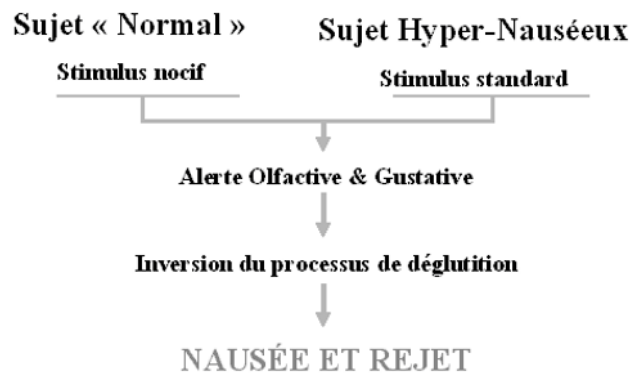 Sujet « Normal »
Sujet Hyper-Nauséeux
Stimulus nocif
Stimulus standard
Alerte Olfactive & Gustative
Inversion du processus de déglutition
NAUSÉE ET REJET